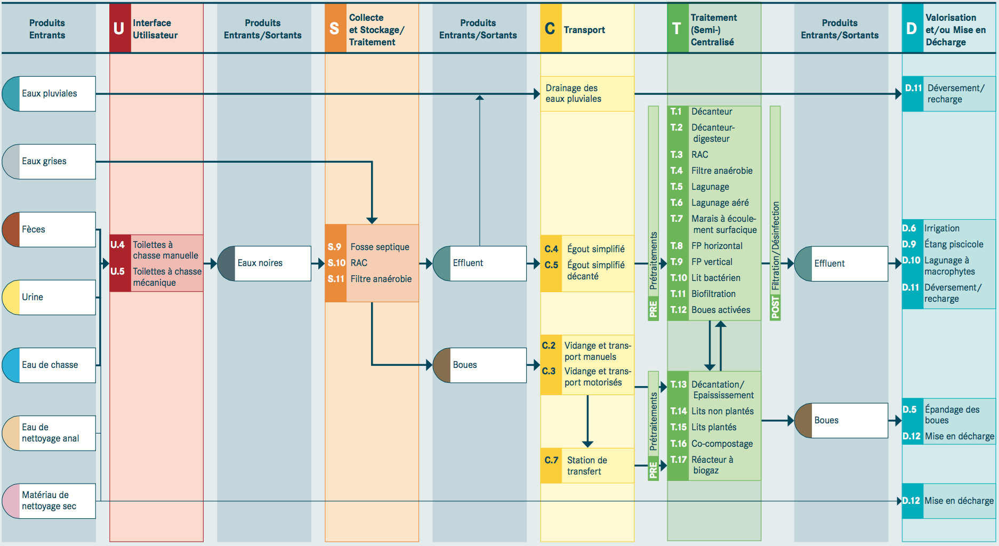 Produits
Entrants
U
Interface
Utilisateur
Produits
Entrants/Sortants
S
Collecte
et Stockage/
Traitement
Produits
Entrants/Sortants
C
Transport
T
Traitement
(Semi-)
Centralisé
Produits
Entrants/Sortants
D
Valorisation
et/ou Mise en
Décharge
Eaux pluviales
Drainage des
eaux pluviales
D.11 Déversement/
recharge
Eaux grises
Fèces
Urine
Eau de chasse
Eau de
nettoyage anal
Matériau de
nettoyage sec
U.4 Toilettes à
chasse manuelle
U.5 Toilettes à chasse
mécanique
Eaux noires
S.9 Fosse septique
S.10 RAC
S.11 Filtre anaérobie
Effluent
Boues
C.4 Égout simplifié
C.5 Égout simplifié
décanté
C.2 Vidange et trans-
port manuels
C.3 Vidange et trans-
port motorisés
C.7 Station de
transfert
PRE Prétraitements
PRE Prétraitements
T.1 Décanteur
T.2 Décanteur-
digesteur
T.3 RAC
T.4 Filtre anaérobie
T.5 Lagunage
T.6 Lagunage aéré
T.7 Marais à écoule-
ment surfacique
T.8 FP horizontal
T.9 FP vertical
T.10 Lit bactérien
T.11 Biofiltration
T.12 Boues activées
T.13 Décantation/
Epaississement
T.14 Lits non plantés
T.15 Lits plantés
T.16 Co-compostage
T.17 Réacteur à
biogaz
POST Filtration/Désinfection
Effluent
Boues
D.6 Irrigation
D.9 Étang piscicole
D.10 Lagunage à
macrophytes
D.11 Déversement/
recharge
D.5 Épandage des
boues
D.12 Mise en décharge
D.12 Mise en décharge